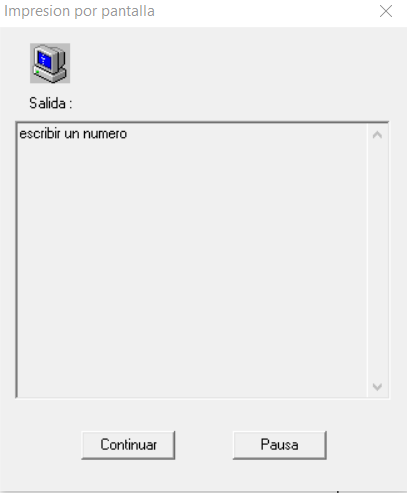 Impresion por pantalla
Salida :
escribir un numero
Continuar
Pausa